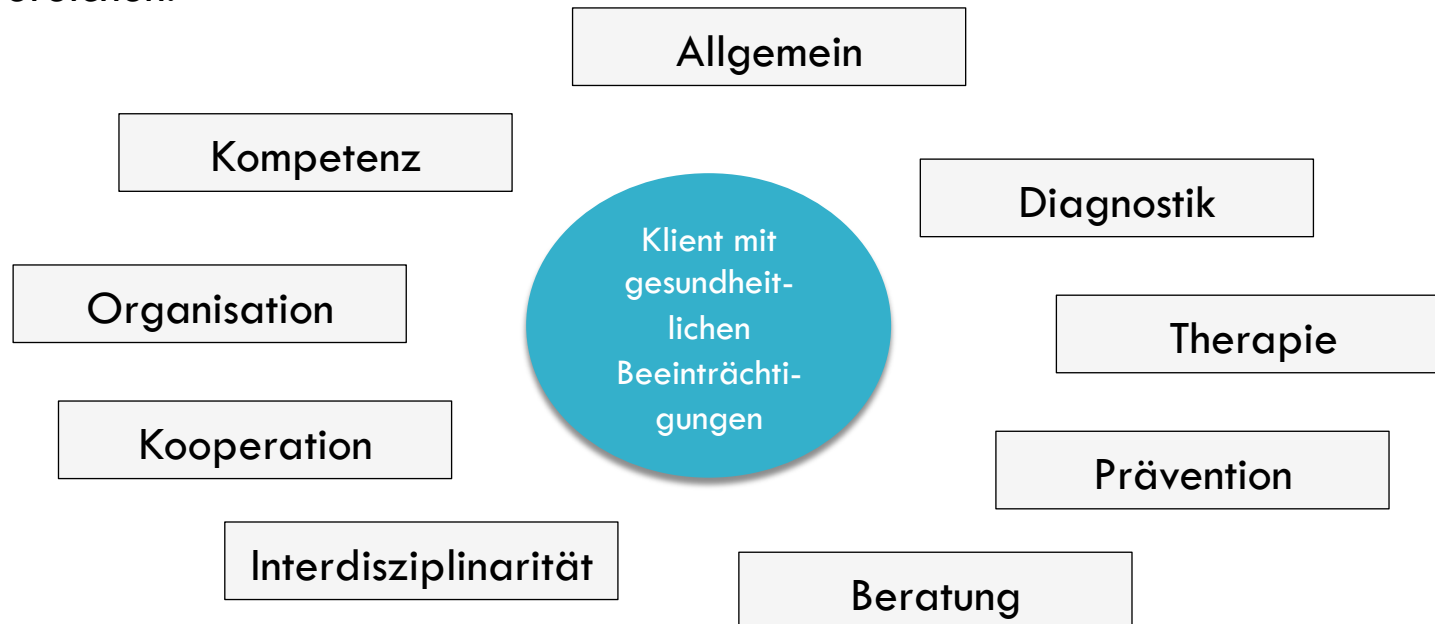 Allgemein
Kompetenz
Diagnostik
Klient mit
gesundheit-
lichen
Beeinträchti-
gungen
Organisation
Therapie
Kooperation
Prävention
Interdisziplinarität
Beratung